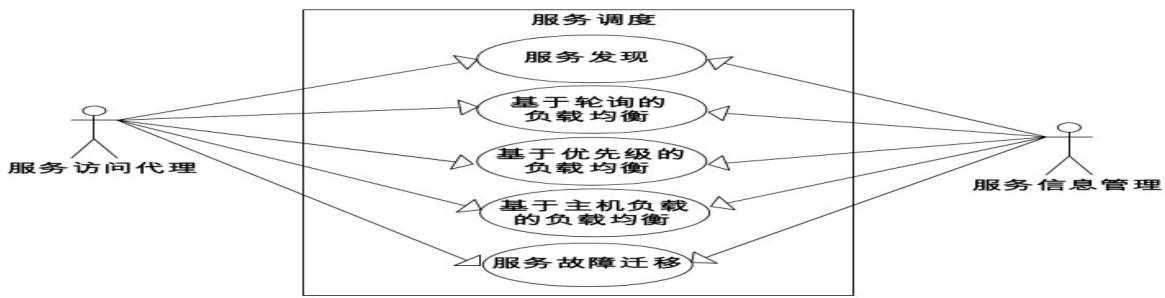 服务调度
服务发现
基于轮询的
负载均衡
基于优先级的
负载均衡
基于主机负载
的负载均衡
服务故障迁移
服务访问代理
服务信息管理